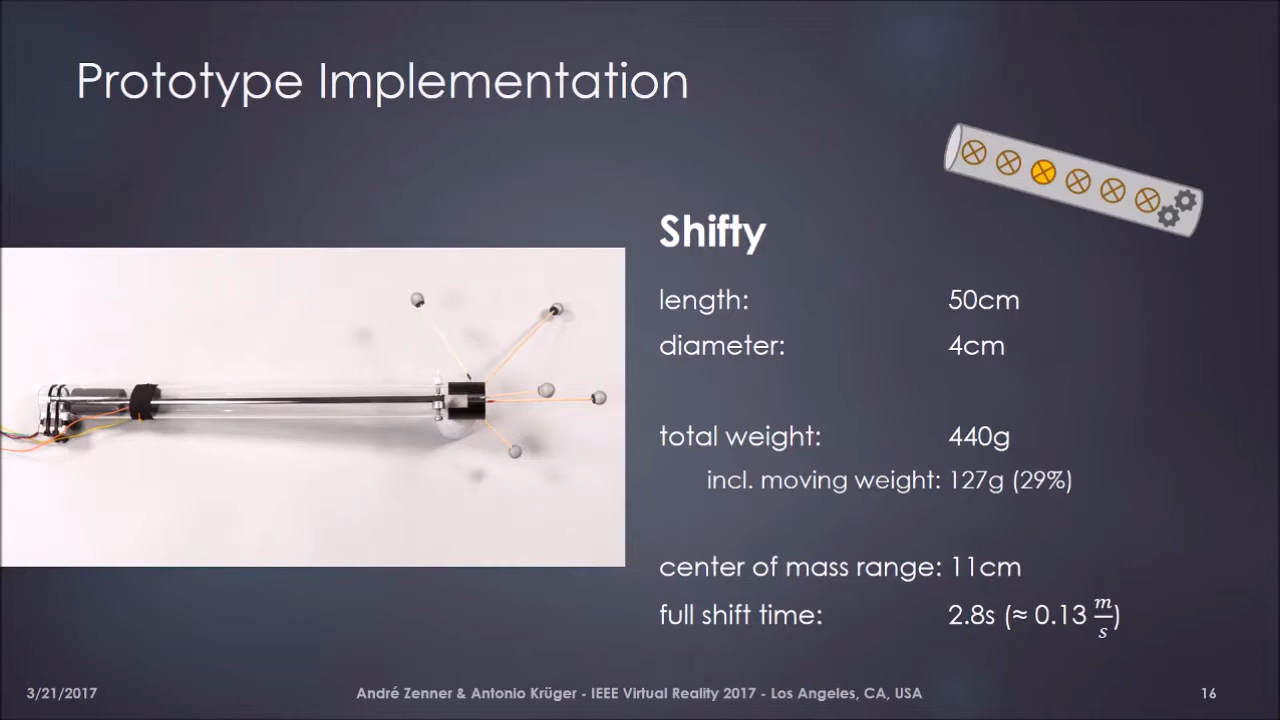 Prototype Implementation
Shifty
length: 50cm
diameter: 4cm
total weight: 440g
incl. moving weight: 127g (29%)
center of mass range: 11cm
full shift time: 2.8s (≈ 0.13 m/s)
3/21/2017 André Zenner & Antonio Krüger - IEEE Virtual Reality 2017 - Los Angeles, CA, USA 16